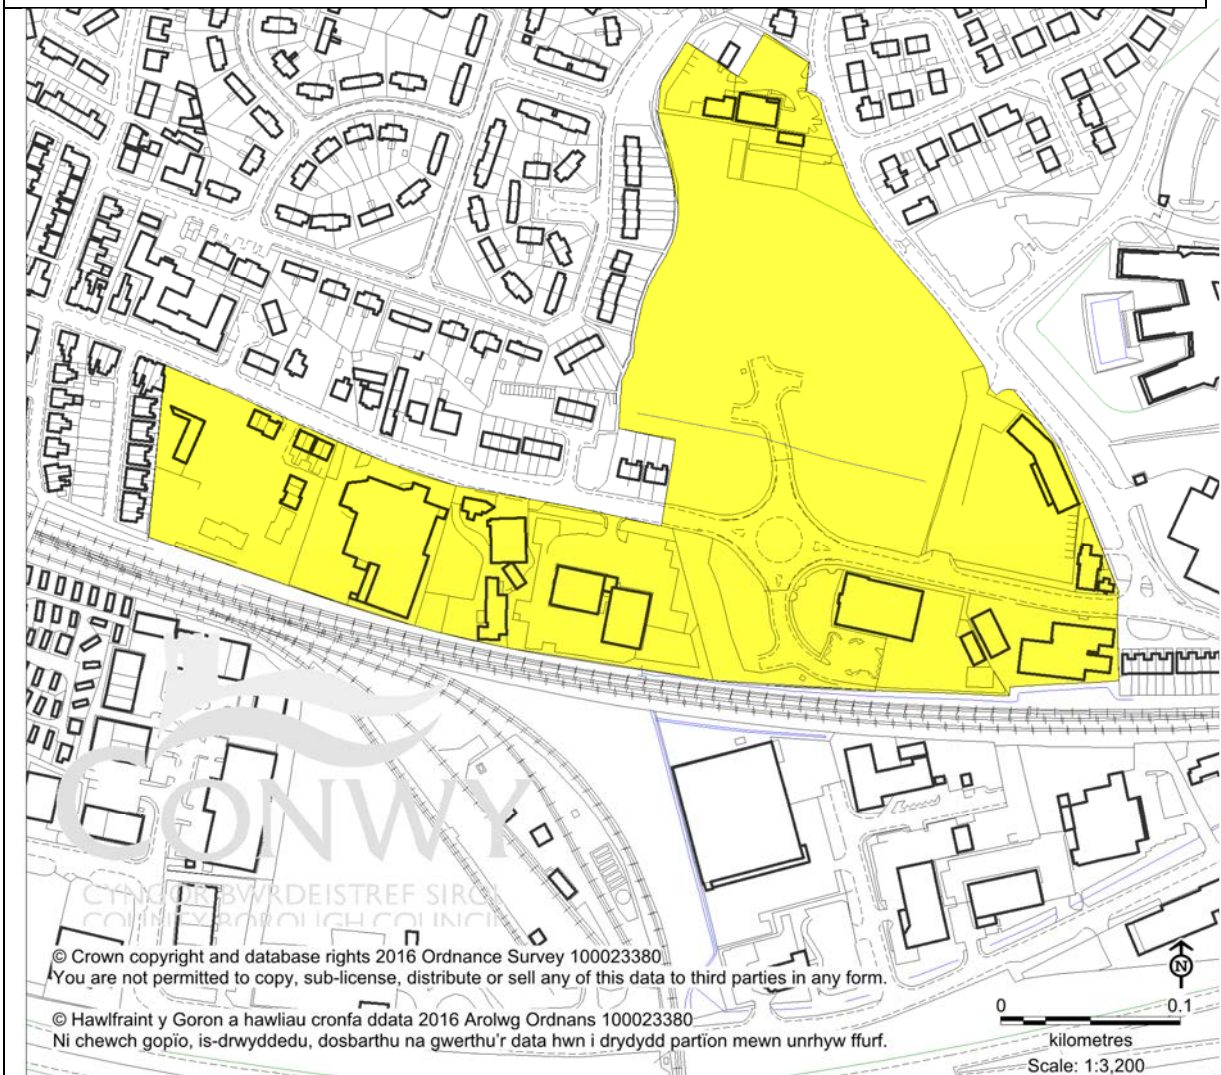 CONWY
CYNGOR BWRDEISTREF SIROL
COUNTY BOROUGH COUNCIL
© Crown copyright and database rights 2016 Ordnance Survey 100023380
You are not permitted to copy, sub-license, distribute or sell any of this data to third parties in any form.
© Hawlfraint y Goron a hawliau cronfa ddata 2016 Arolwg Ordnans 100023380
Ni chewch gopïo, is-drwyddedu, dosbarthu na gwerthu'r data hwn i drydydd partïon mewn unrhyw ffurf.
N
0 0.1
kilometres
Scale: 1:3,200